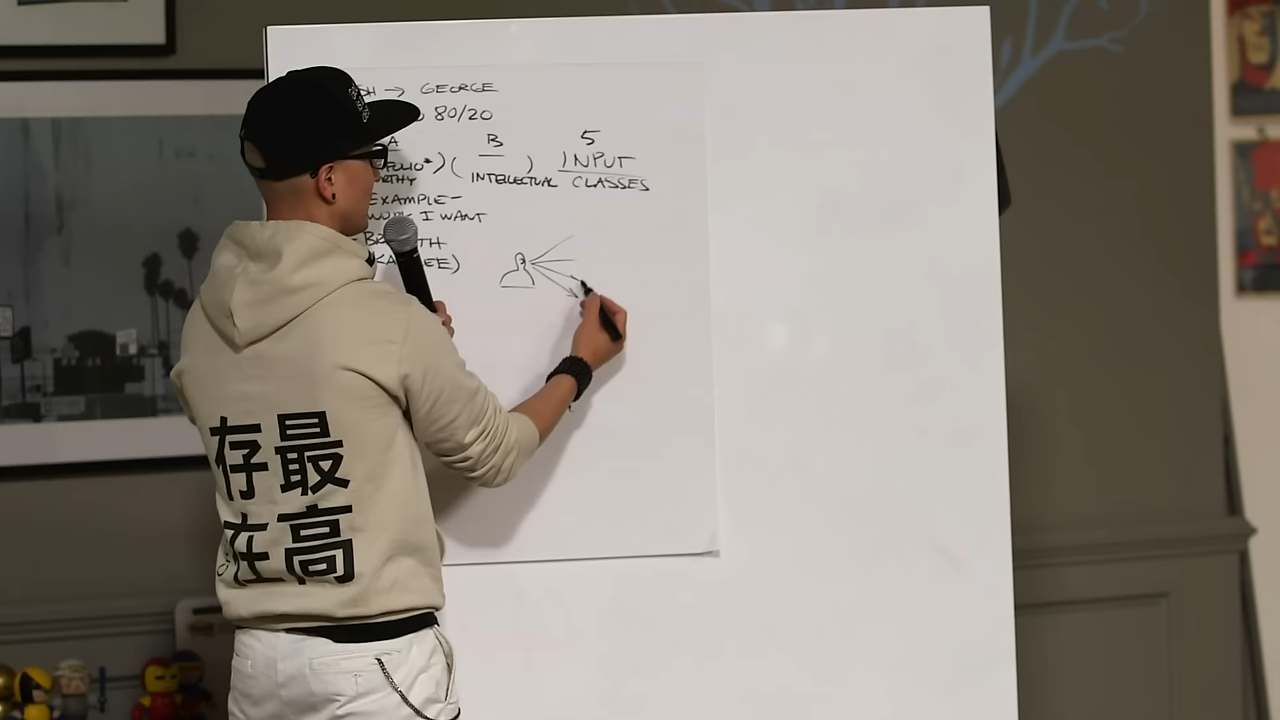 → GEORGE
80/20
A B 5
) ( ) INPUT
INTELLECTUAL CLASSES
EXAMPLE-
WORK I WANT
最高
存在